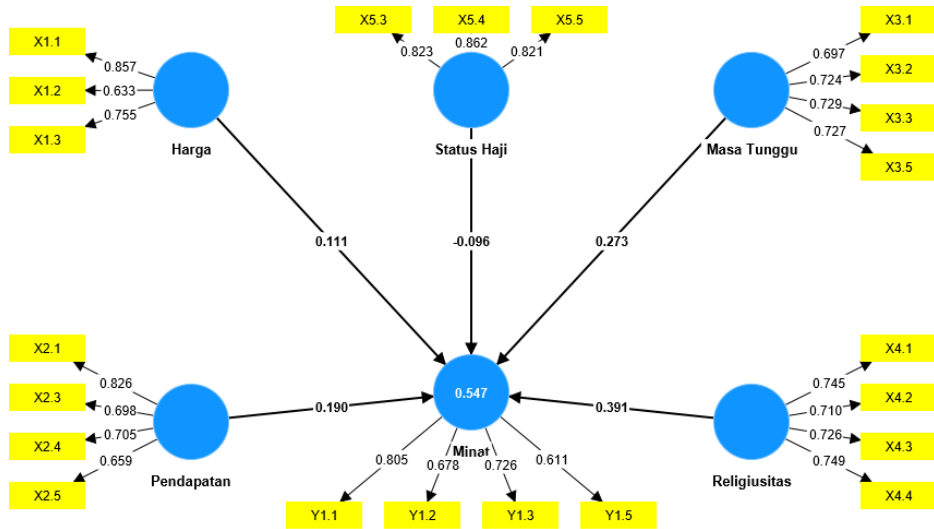 X5.3
X5.4
X5.5
X3.1
X1.1
0.823
0.862
0.821
0.697
X3.2
0.857
0.724
X1.2
0.633
0.729
X3.3
0.755
0.727
X1.3
X3.5
Harga
Status Haji
Masa Tunggu
0.111
-0.096
0.273
X2.1
X4.1
0.826
0.745
X2.3
0.698
0.547
0.710
X4.2
0.190
0.391
X2.4
0.705
0.726
X4.3
0.659
Minat
0.749
X2.5
Pendapatan
0.805
0.678
0.726
0.611
Religiusitas
X4.4
Y1.1
Y1.2
Y1.3
Y1.5